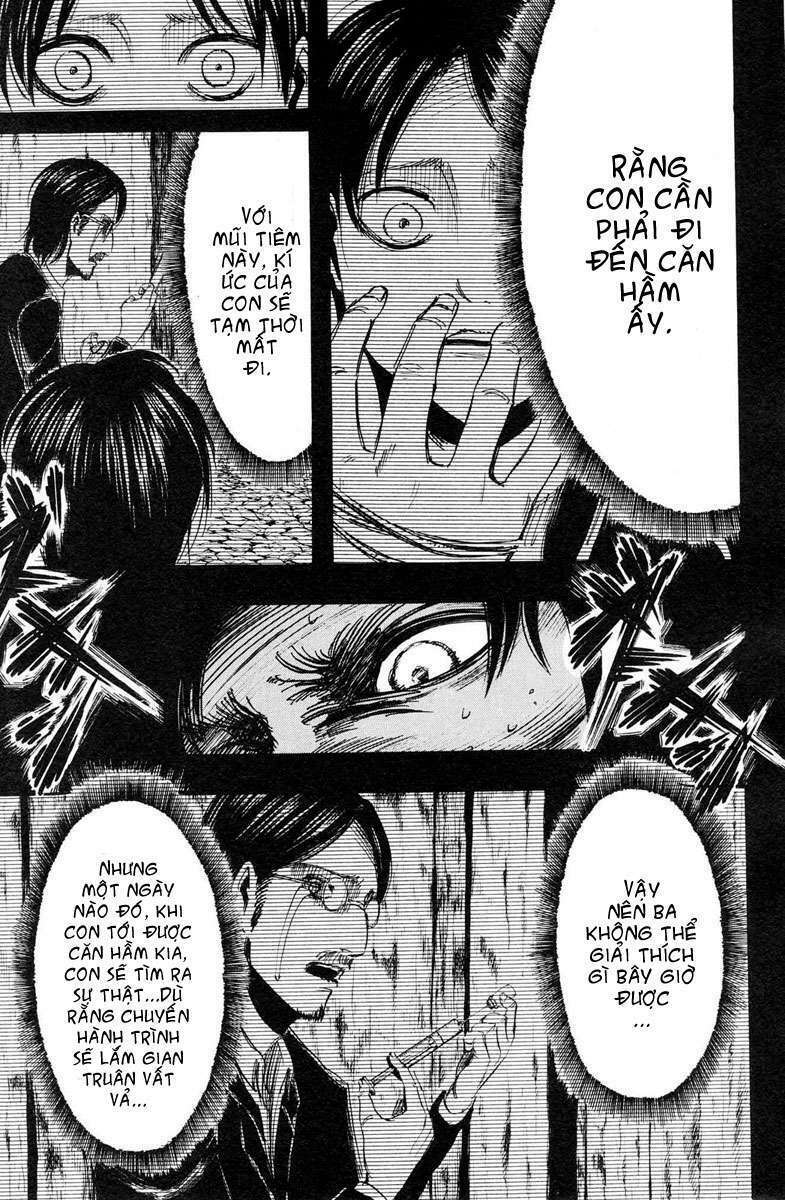 RẰNG
CON CẦN
PHẢI ĐI
ĐẾN CĂN
HẦM
ẤY.
VỚI
MŨI TIÊM
NÀY, KÍ
ỨC CỦA
CON SẼ
TẠM THỜI
MẤT
ĐI.
VẬY
NÊN BA
KHÔNG THỂ
GIẢI THÍCH
GÌ BÂY GIỜ
ĐƯỢC
...
NHƯNG
MỘT NGÀY
NÀO ĐÓ, KHI
CON TỚI ĐƯỢC
CĂN HẦM KIA,
CON SẼ TÌM RA
SỰ THẬT...DÙ
RẰNG CHUYẾN
HÀNH TRÌNH
SẼ LẮM GIAN
TRUÂN VẤT
VẢ...